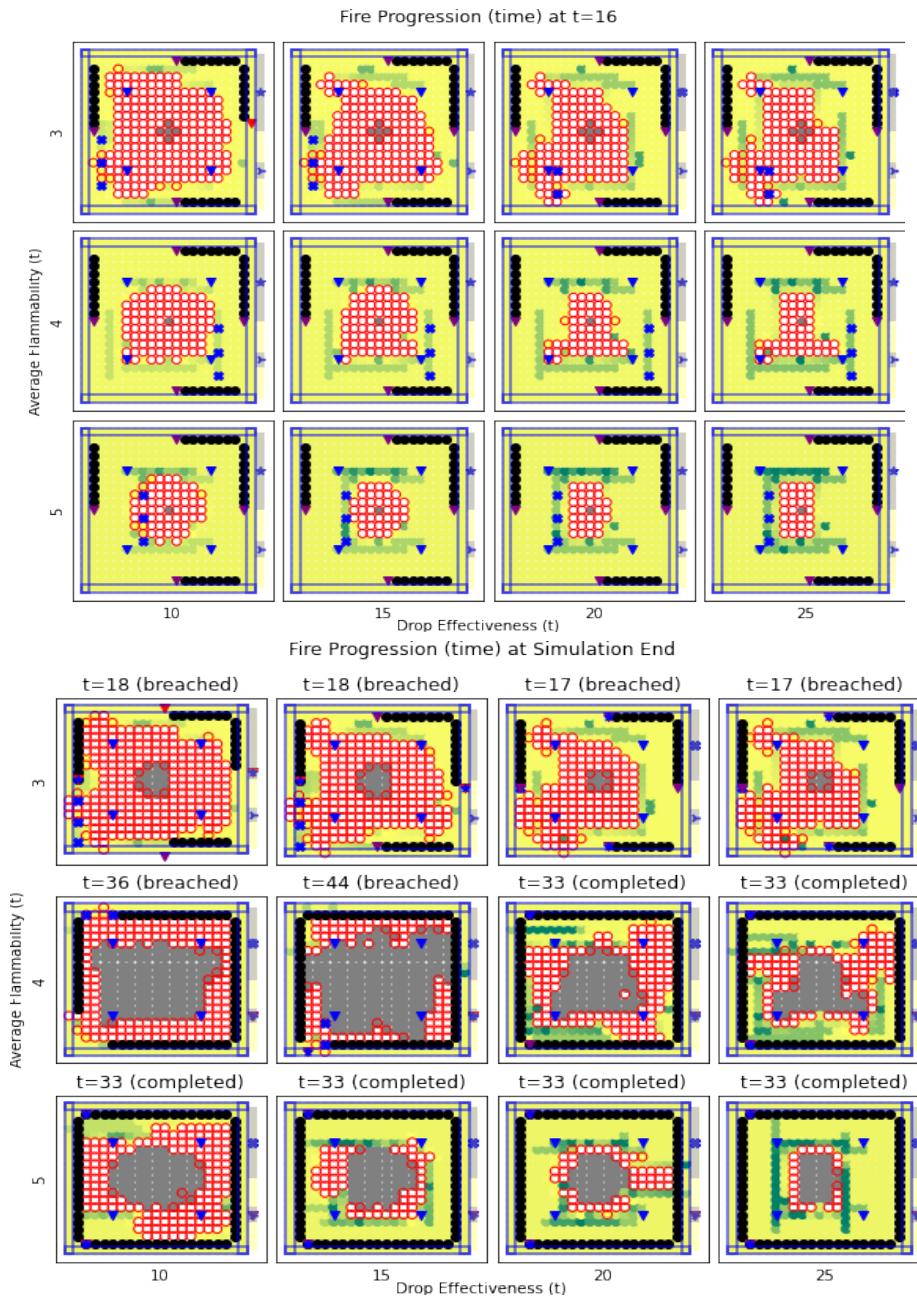 Fire Progression (time) at t=16
Average Flammability (t)
3
4
5
10 15 20 25
Drop Effectiveness (t)
Fire Progression (time) at Simulation End
t=18 (breached) t=18 (breached) t=17 (breached) t=17 (breached)
Average Flammability (t)
3
t=36 (breached) t=44 (breached) t=33 (completed) t=33 (completed)
4
t=33 (completed) t=33 (completed) t=33 (completed) t=33 (completed)
5
10 15 20 25
Drop Effectiveness (t)